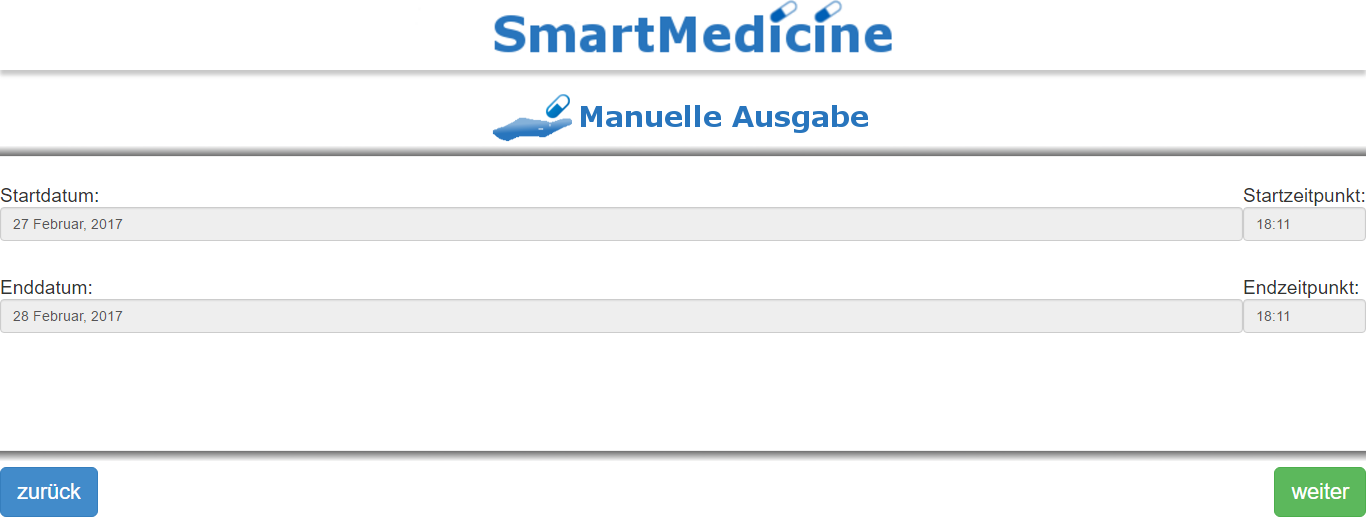 SmartMedicine
Manuelle Ausgabe
Startdatum: Startzeitpunkt:
27 Februar, 2017 18:11
Enddatum: Endzeitpunkt:
28 Februar, 2017 18:11
zurück weiter